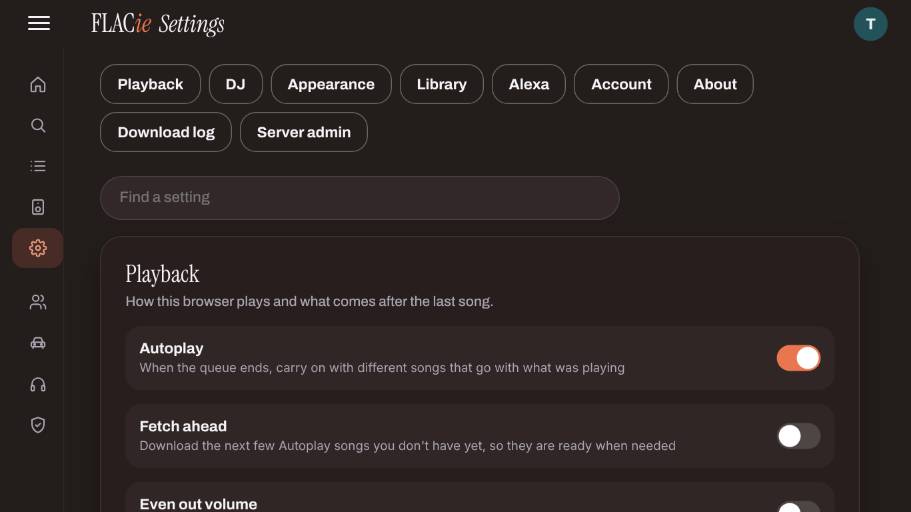 FLACie Settings
T
Playback DJ Appearance Library Alexa Account About
Download log Server admin
Find a setting
Playback
How this browser plays and what comes after the last song.
Autoplay
When the queue ends, carry on with different songs that go with what was playing
Fetch ahead
Download the next few Autoplay songs you don't have yet, so they are ready when needed
Even out volume